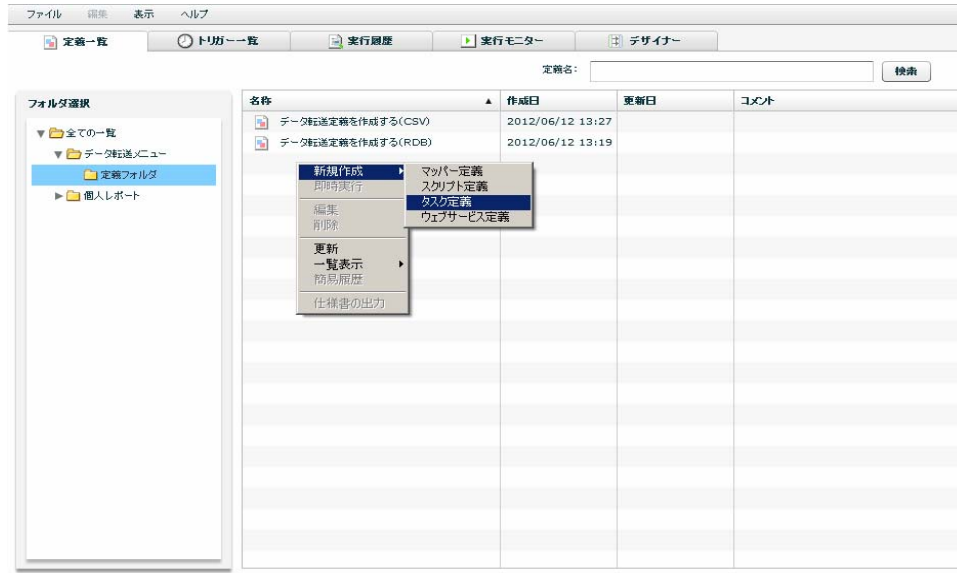 ファイル 編集 表示 ヘルプ
定義一覧 トリガー一覧 実行履歴 実行モニター デザイナー
定義名: 検索
フォルダ選択
全ての一覧
データ転送メニュー
定義フォルダ
個人レポート
名称 ▲ 作成日 更新日 コメント
データ転送定義を作成する(CSV) 2012/06/12 13:27
データ転送定義を作成する(RDB) 2012/06/12 13:19
新規作成
即時実行
編集
削除
更新
一覧表示
簡易履歴
仕様書の出力
マッパー定義
スクリプト定義
タスク定義
ウェブサービス定義